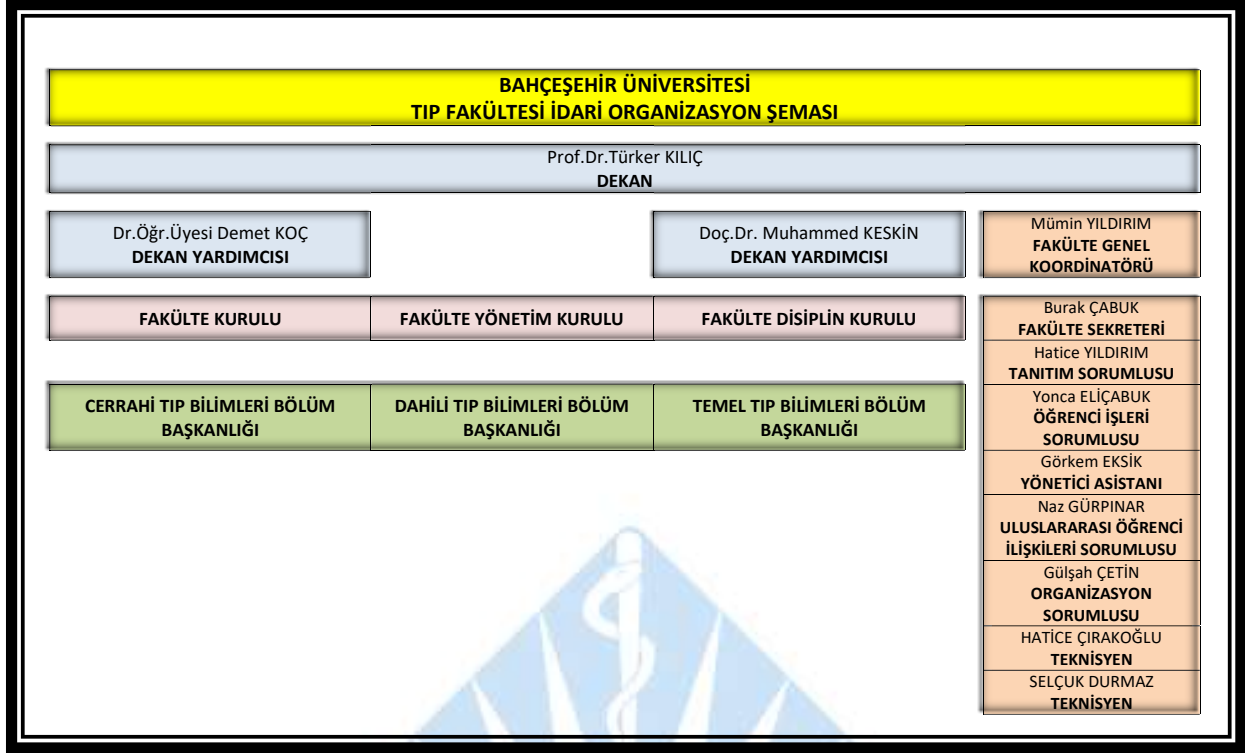 BAHÇEŞEHİR ÜNİVERSİTESİ
TIP FAKÜLTESİ İDARİ ORGANİZASYON ŞEMASI
Prof.Dr.Türker KILIÇ
DEKAN
Dr.Öğr.Üyesi Demet KOÇ
DEKAN YARDIMCISI
Doç.Dr. Muhammed KESKİN
DEKAN YARDIMCISI
Mümin YILDIRIM
FAKÜLTE GENEL
KOORDİNATÖRÜ
FAKÜLTE KURULU
FAKÜLTE YÖNETİM KURULU
FAKÜLTE DİSİPLİN KURULU
CERRAHİ TIP BİLİMLERİ BÖLÜM
BAŞKANLIĞI
DAHİLİ TIP BİLİMLERİ BÖLÜM
BAŞKANLIĞI
TEMEL TIP BİLİMLERİ BÖLÜM
BAŞKANLIĞI
Burak ÇABUK
FAKÜLTE SEKRETERİ
Hatice YILDIRIM
TANITIM SORUMLUSU
Yonca ELİÇABUK
ÖĞRENCİ İŞLERİ
SORUMLUSU
Görkem EKSİK
YÖNETİCİ ASİSTANI
Naz GÜRPINAR
ULUSLARARASI ÖĞRENCİ
İLİŞKİLERİ SORUMLUSU
Gülşah ÇETİN
ORGANİZASYON
SORUMLUSU
HATİCE ÇIRAKOĞLU
TEKNİSYEN
SELÇUK DURMAZ
TEKNİSYEN